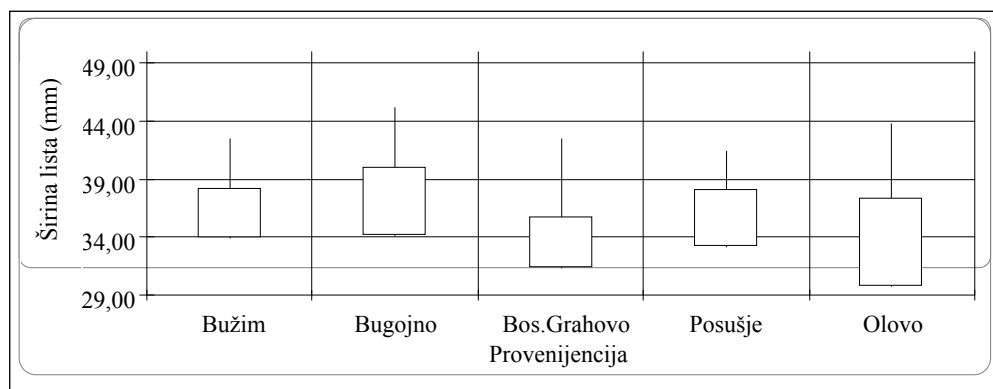 Širina lista (mm)
49,00
44,00
39,00
34,00
29,00
Bužim Bugojno Bos.Grahovo Posušje Olovo
Provenijencija